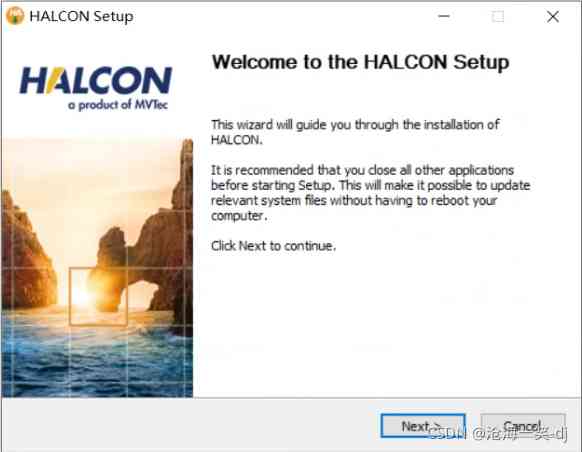 HALCON Setup
HALCON
a product of MVTec
Welcome to the HALCON Setup
This wizard will guide you through the installation of
HALCON.
It is recommended that you close all other applications
before starting Setup. This will make it possible to update
relevant system files without having to reboot your
computer.
Click Next to continue.
Next >
Cancel
CSDN @沧海一笑-dj